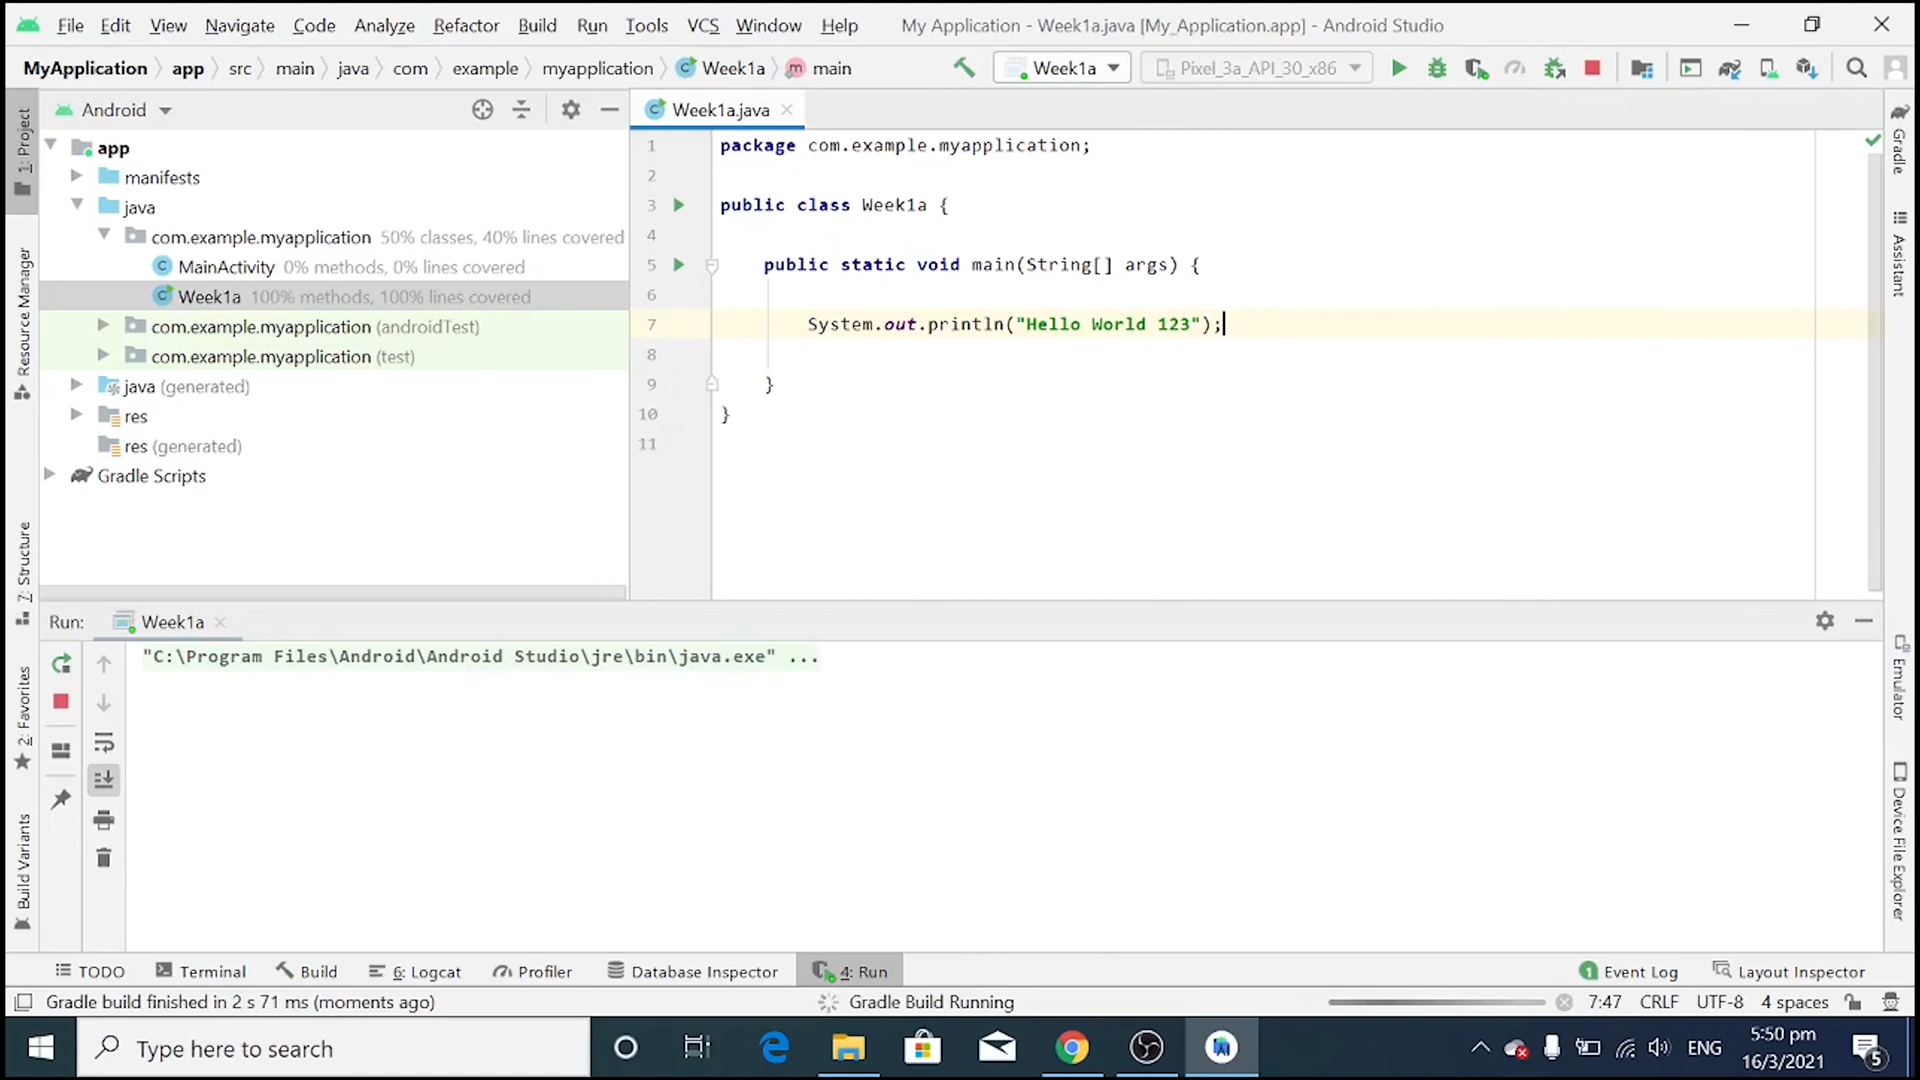 File Edit View Navigate Code Analyze Refactor Build Run Tools VCS Window Help My Application - Week1a.java [My_Application.app] - Android Studio
MyApplication app src main java com example myapplication Week1a main Week1a Pixel_3a_API_30_x86
1: Project
Resource Manager
7: Structure
2: Favorites
Build Variants
Android
app
manifests
java
com.example.myapplication 50% classes, 40% lines covered
MainActivity 0% methods, 0% lines covered
Week1a 100% methods, 100% lines covered
com.example.myapplication (androidTest)
com.example.myapplication (test)
java (generated)
res
res (generated)
Gradle Scripts
Week1a.java
1 package com.example.myapplication;
2
3 public class Week1a {
4
5 public static void main(String[] args) {
6
7 System.out.println("Hello World 123");
8
9 }
10 }
11
Gradle
Assistant
Emulator
Device File Explorer
Run: Week1a
"C:\Program Files\Android\Android Studio\jre\bin\java.exe" ...
TODO Terminal Build 6: Logcat Profiler Database Inspector 4: Run 1 Event Log Layout Inspector
Gradle build finished in 2 s 71 ms (moments ago) Gradle Build Running 7:47 CRLF UTF-8 4 spaces
Type here to search ENG 5:50 pm
16/3/2021 5